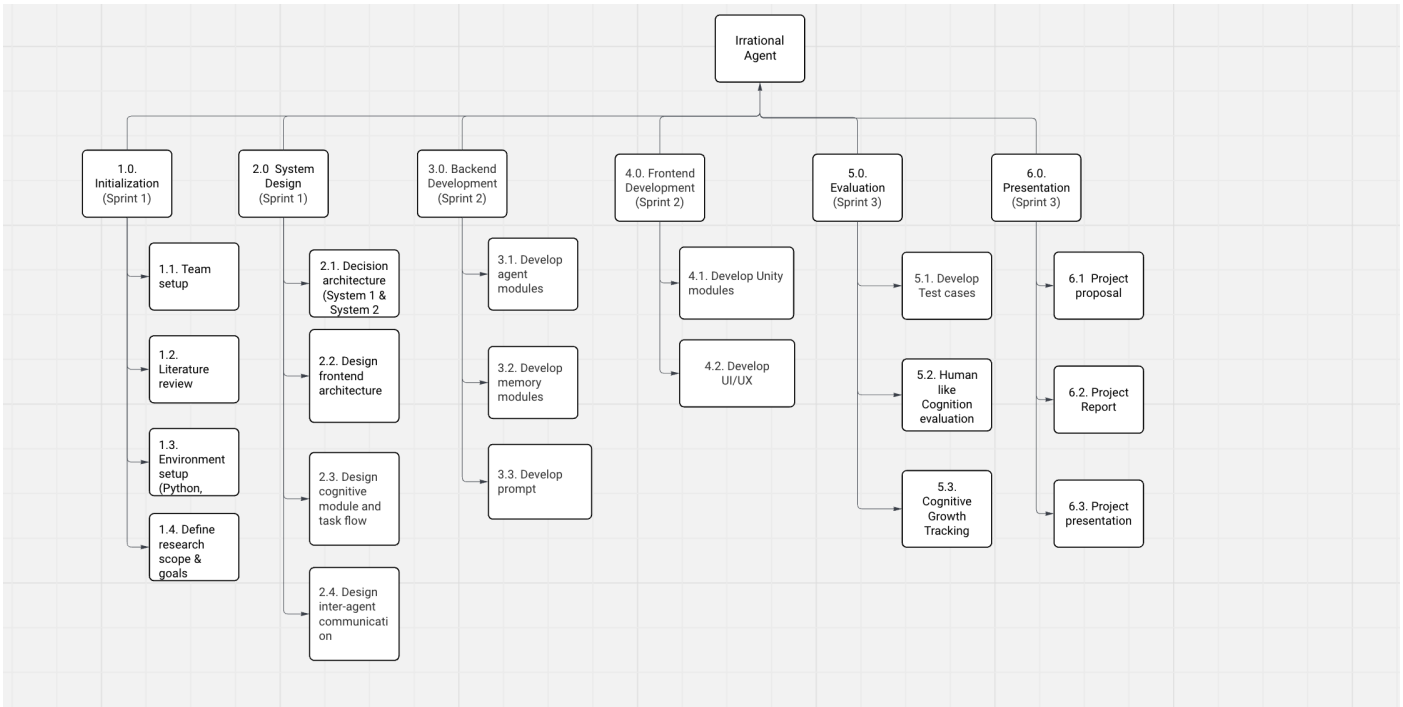 Irrational
Agent
1.0.
Initialization
(Sprint 1)
2.0 System
Design
(Sprint 1)
3.0. Backend
Development
(Sprint 2)
4.0. Frontend
Development
(Sprint 2)
5.0.
Evaluation
(Sprint 3)
6.0.
Presentation
(Sprint 3)
1.1. Team
setup
1.2.
Literature
review
1.3.
Environment
setup
(Python,
1.4. Define
research
scope &
goals
2.1. Decision
architecture
(System 1 &
System 2
2.2. Design
frontend
architecture
2.3. Design
cognitive
module and
task flow
2.4. Design
inter-agent
communicati
on
3.1. Develop
agent
modules
3.2. Develop
memory
modules
3.3. Develop
prompt
4.1. Develop Unity
modules
4.2. Develop
UI/UX
5.1. Develop
Test cases
5.2. Human
like
Cognition
evaluation
5.3.
Cognitive
Growth
Tracking
6.1 Project
proposal
6.2. Project
Report
6.3. Project
presentation